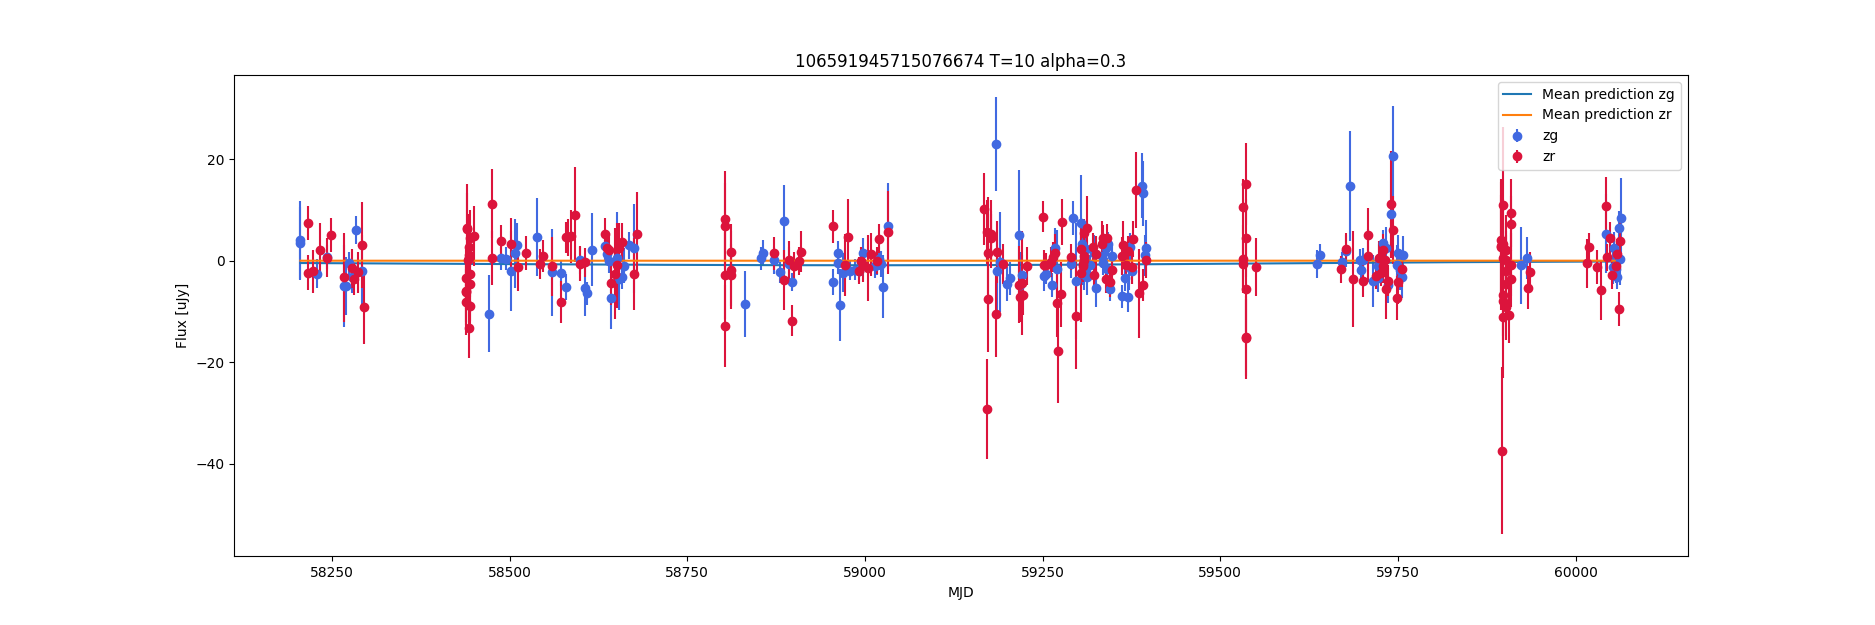 106591945715076674 T=10 alpha=0.3
Mean prediction zg
Mean prediction zr
zg
zr
Flux [uJy]
20
0
−20
−40
58250 58500 58750 59000 59250 59500 59750 60000
MJD